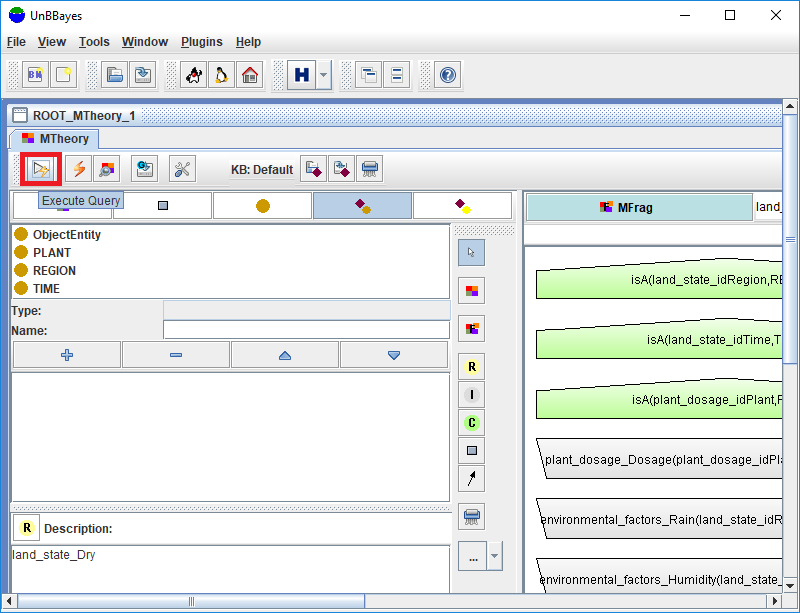 UnBBayes
File View Tools Window Plugins Help
BN
H
ROOT_MTheory_1
MTheory
KB: Default
Execute Query
MFrag
land_
ObjectEntity
PLANT
REGION
TIME
Type:
Name:
R
I
C
...
isA(land_state_idRegion,RE
isA(land_state_idTime,T
isA(plant_dosage_idPlant,P
plant_dosage_Dosage(plant_dosage_idPla
environmental_factors_Rain(land_state_idR
environmental_factors_Humidity(land_state_
R Description:
land_state_Dry